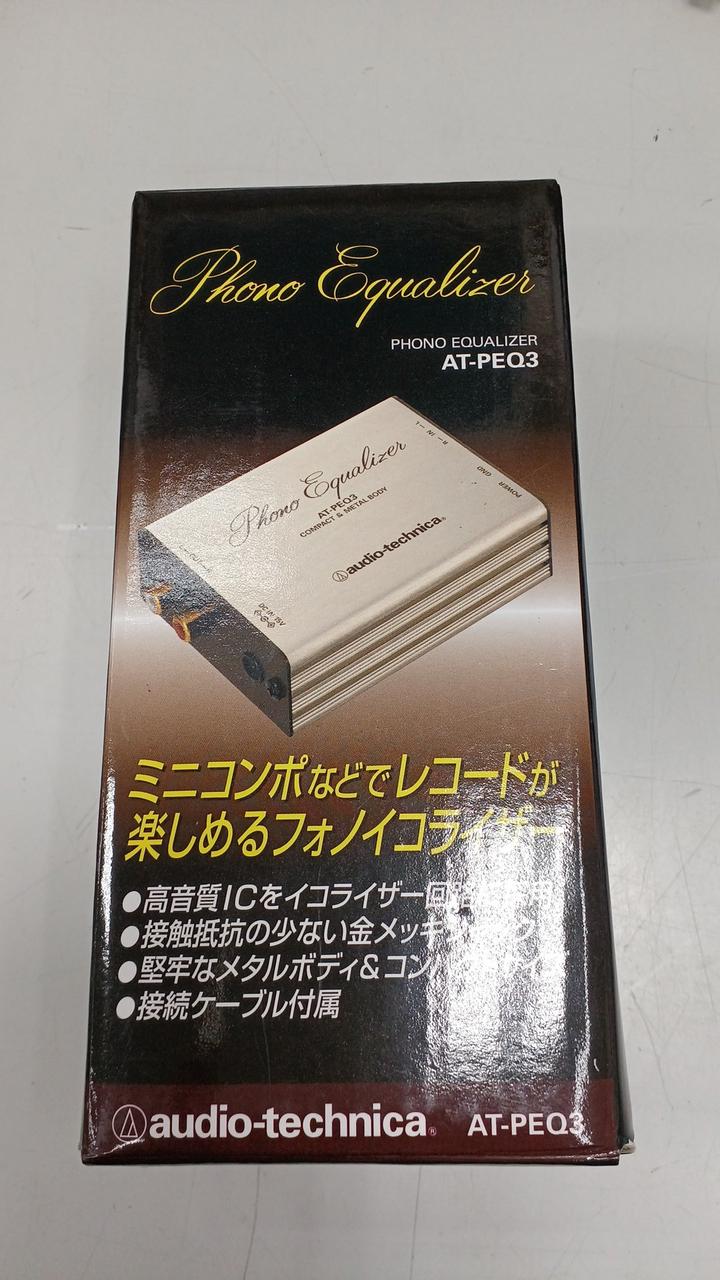 Phono Equalizer
PHONO EQUALIZER
AT-PEQ3
L IN R
GND
POWER
Phono Equalizer
AT-PEQ3
COMPACT & METAL BODY
audio-technica
DC IN 15V
ミニコンポなどでレコードが
楽しめるフォノイコライザー
●高音質ICをイコライザー回
●接触抵抗の少ない金メッキ
●堅牢なメタルボディ&コン
●接続ケーブル付属
audio-technica®
AT-PEQ3